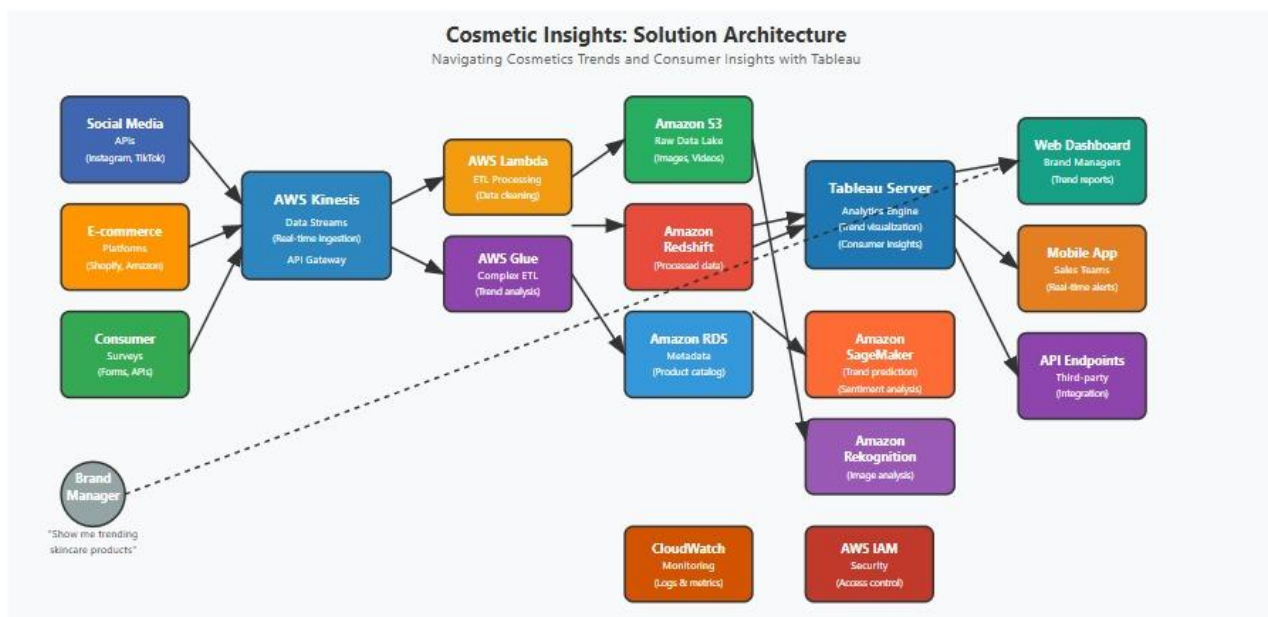 Cosmetic Insights: Solution Architecture
Navigating Cosmetics Trends and Consumer Insights with Tableau
Social Media
APIs
(Instagram, TikTok)
E-commerce
Platforms
(Shopify, Amazon)
Consumer
Surveys
(Forms, APIs)
Brand
Manager
"Show me trending
skincare products"
AWS Kinesis
Data Streams
(Real-time ingestion)
API Gateway
AWS Lambda
ETL Processing
(Data cleaning)
AWS Glue
Complex ETL
(Trend analysis)
Amazon S3
Raw Data Lake
(Images, Videos)
Amazon
Redshift
(Processed data)
Amazon RDS
Metadata
(Product catalog)
CloudWatch
Monitoring
(Logs & metrics)
Tableau Server
Analytics Engine
(Trend visualization)
(Consumer insights)
Amazon
SageMaker
(Trend prediction)
(Sentiment analysis)
Amazon
Rekognition
(Image analysis)
AWS IAM
Security
(Access control)
Web Dashboard
Brand Managers
(Trend reports)
Mobile App
Sales Teams
(Real-time alerts)
API Endpoints
Third-party
(Integration)